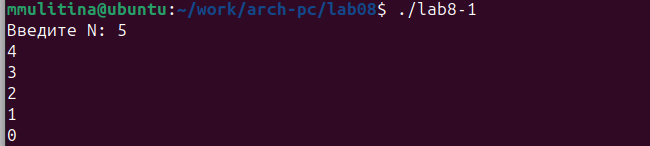 mmulitina@ubuntu:~/work/arch-pc/lab08$ ./lab8-1
Введите N: 5
4
3
2
1
0